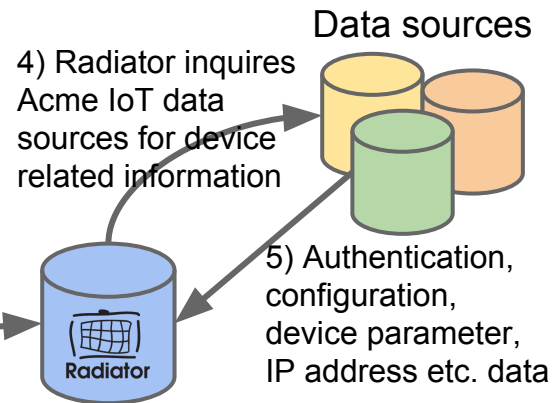 Data sources
4) Radiator inquires
Acme IoT data
sources for device
related information
5) Authentication,
configuration,
device parameter,
IP address etc. data
Radiator